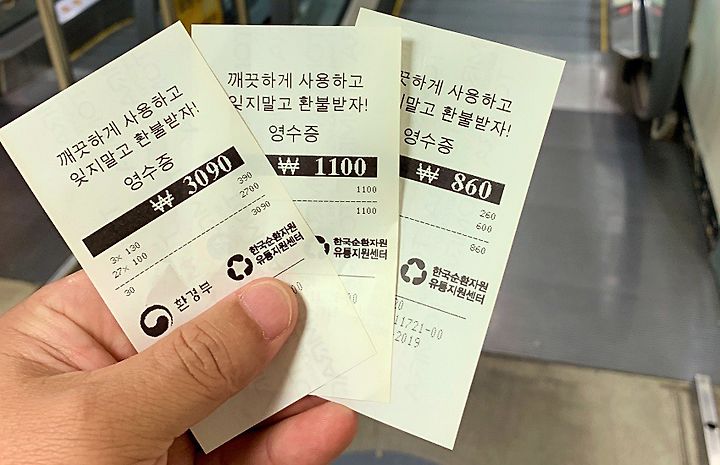 깨끗하게 사용하고
잊지말고 환불받자!
영수증
₩ 3090
3× 130 390
27× 100 2700
30 3090
환경부
한국순환자원
유통지원센터
깨끗하게 사용하고
잊지말고 환불받자!
영수증
₩ 1100
1100
1100
한국순환자원
유통지원센터
끗하게 사용하고
잊지말고 환불받자!
영수증
₩ 860
260
600
860
한국순환자원
유통지원센터
11721-00
2019